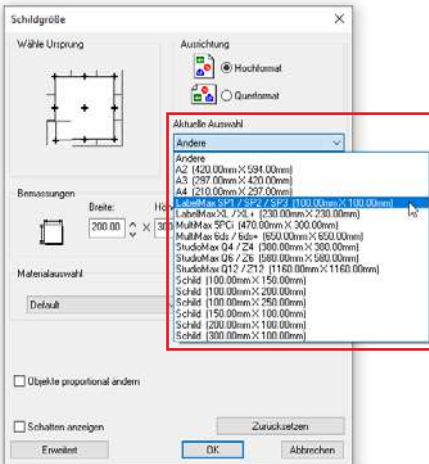 Schildgröße
Wähle Ursprung
Ausrichtung
Hochformat
Querformat
Aktuelle Auswahl
Andere
Andere
A2 (420.00mm X 594.00mm)
A3 (297.00mm X 420.00mm)
A4 (210.00mm X 297.00mm)
LabelMax SP1 / SP2 / SP3 (100.00mm X 100.00mm)
LabelMax XL / XL+ (230.00mm X 230.00mm)
MultiMax 5PCi (470.00mm X 300.00mm)
MultiMax 6ds / 6ds+ (650.00mm X 650.00mm)
StudioMax Q4 / Z4 (380.00mm X 380.00mm)
StudioMax Q6 / Z6 (580.00mm X 580.00mm)
StudioMax Q12 / Z12 (1160.00mm X 1160.00mm)
Schild (100.00mm X 150.00mm)
Schild (100.00mm X 200.00mm)
Schild (100.00mm X 250.00mm)
Schild (150.00mm X 100.00mm)
Schild (200.00mm X 100.00mm)
Schild (300.00mm X 100.00mm)
Bemassungen
Breite: Höh
200.00 X 300
Materialauswahl
Default
Objekte proportional ändern
Schatten anzeigen
Zurücksetzen
Erweitert OK Abbrechen